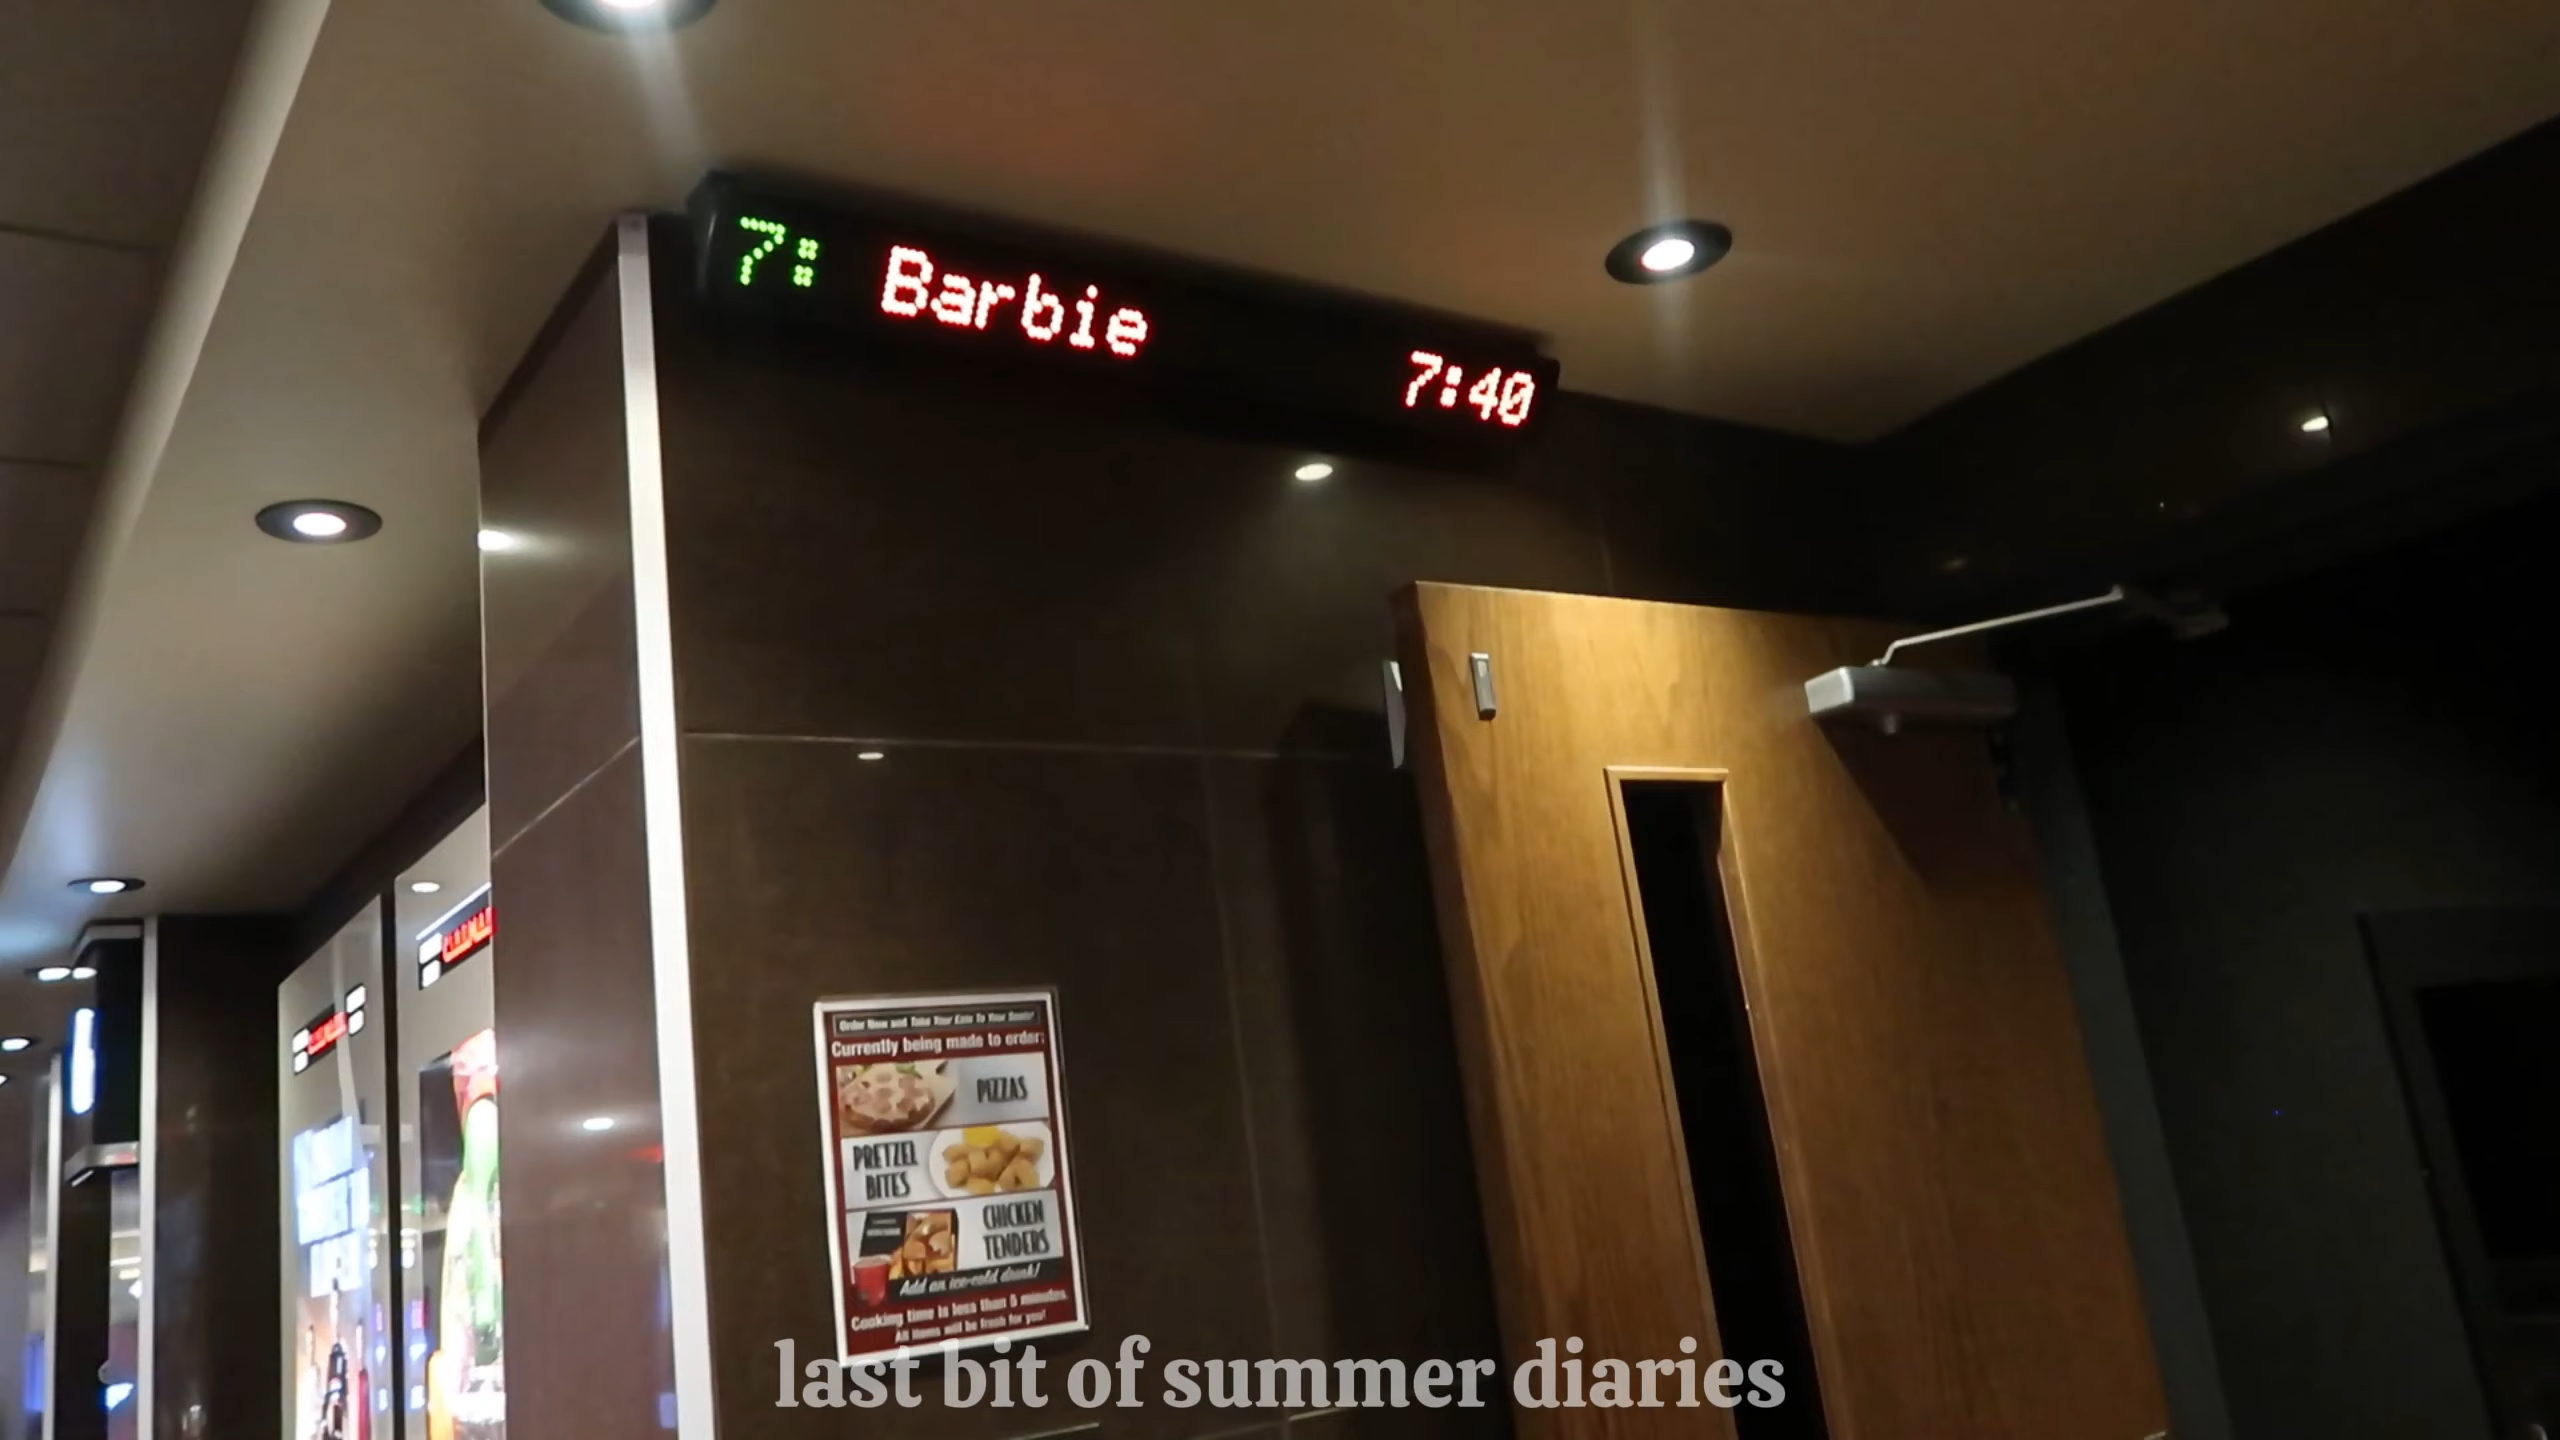 7: Barbie 7:40
Order Now and Take Your Eats To Your Seats!
Currently being made to order:
PIZZAS
PRETZEL
BITES
CHICKEN
TENDERS
Add an ice-cold drink!
Cooking time is less than 5 minutes.
All items will be fresh for you!
last bit of summer diaries